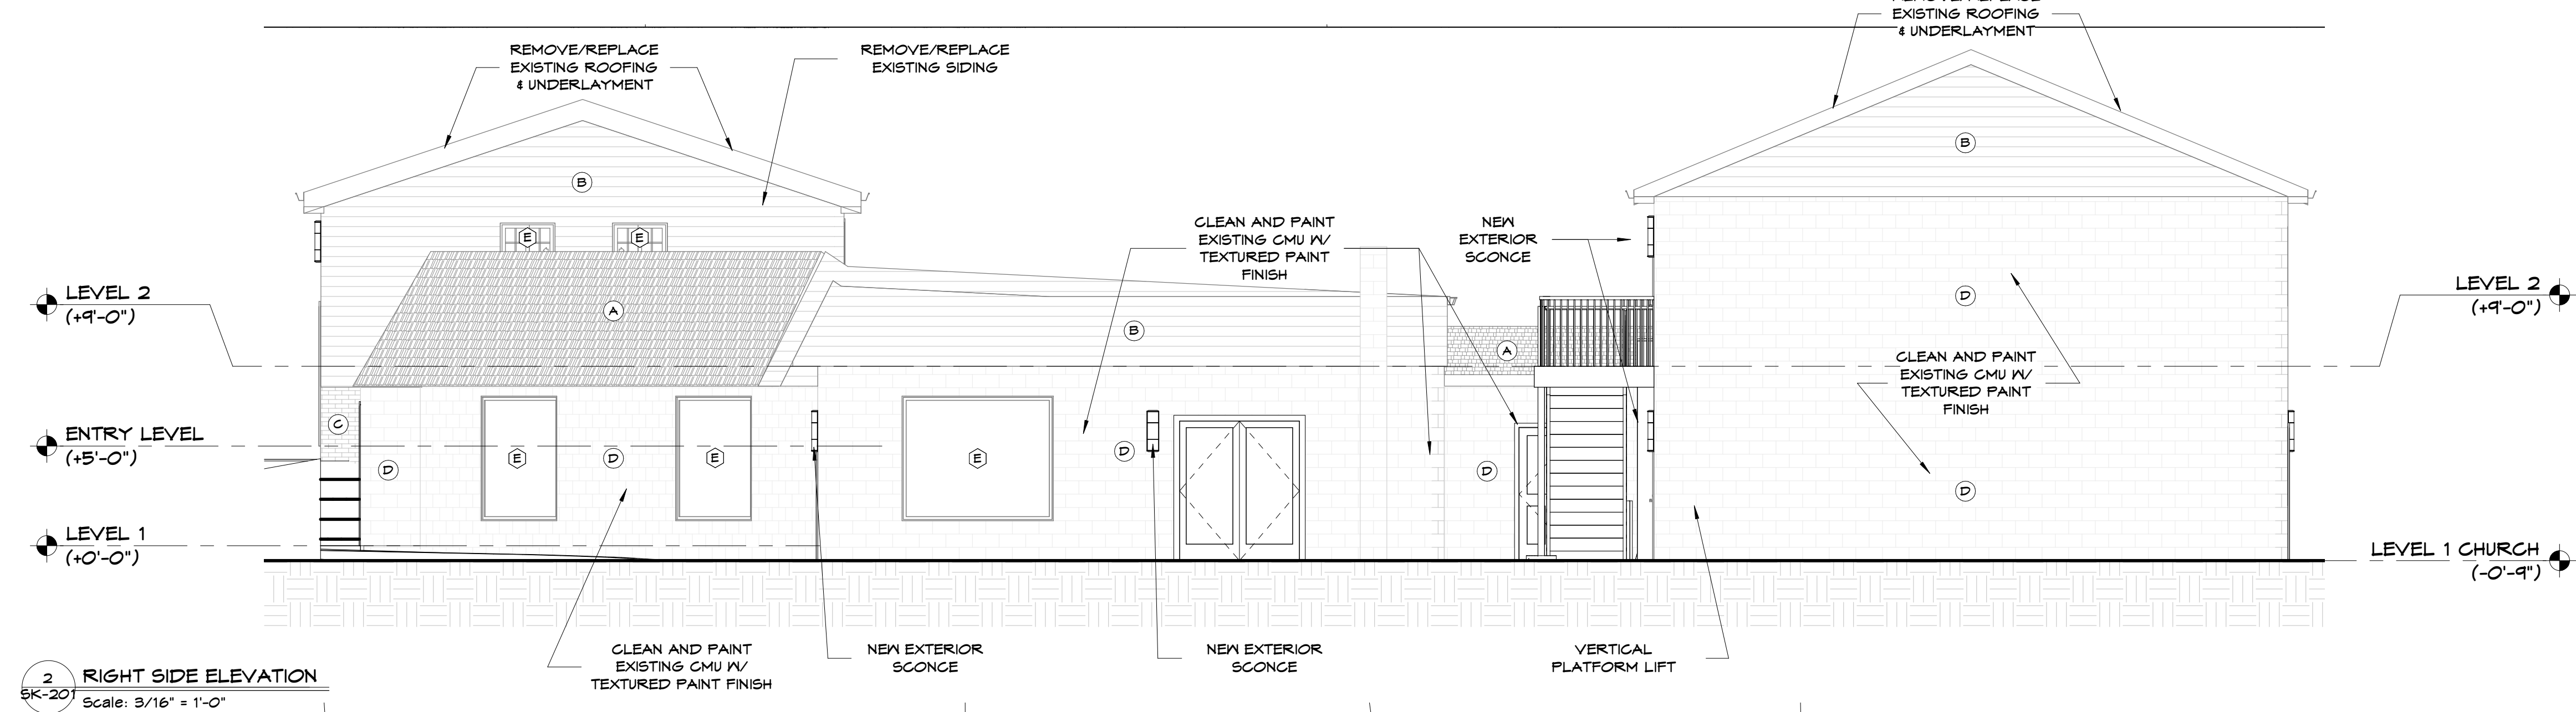 REMOVE/REPLACE
EXISTING ROOFING
& UNDERLAYMENT
REMOVE/REPLACE
EXISTING SIDING
EXISTING ROOFING
& UNDERLAYMENT
B
B
E
E
CLEAN AND PAINT
EXISTING CMU W/
TEXTURED PAINT
FINISH
NEW
EXTERIOR
SCONCE
LEVEL 2
(+9'-0")
A
B
A
D
LEVEL 2
(+9'-0")
CLEAN AND PAINT
EXISTING CMU W/
TEXTURED PAINT
FINISH
ENTRY LEVEL
(+5'-0")
C
D
E
D
E
E
D
D
D
LEVEL 1
(+0'-0")
LEVEL 1 CHURCH
(-0'-9")
CLEAN AND PAINT
EXISTING CMU W/
TEXTURED PAINT FINISH
NEW EXTERIOR
SCONCE
NEW EXTERIOR
SCONCE
VERTICAL
PLATFORM LIFT
2
SK-201
RIGHT SIDE ELEVATION
Scale: 3/16" = 1'-0"